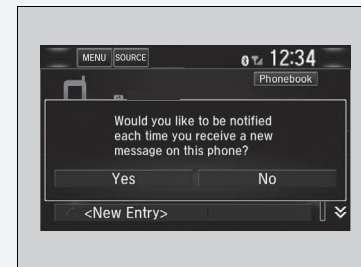 MENU SOURCE 12:34
Phonebook
Would you like to be notified
each time you receive a new
message on this phone?
Yes No
<New Entry>